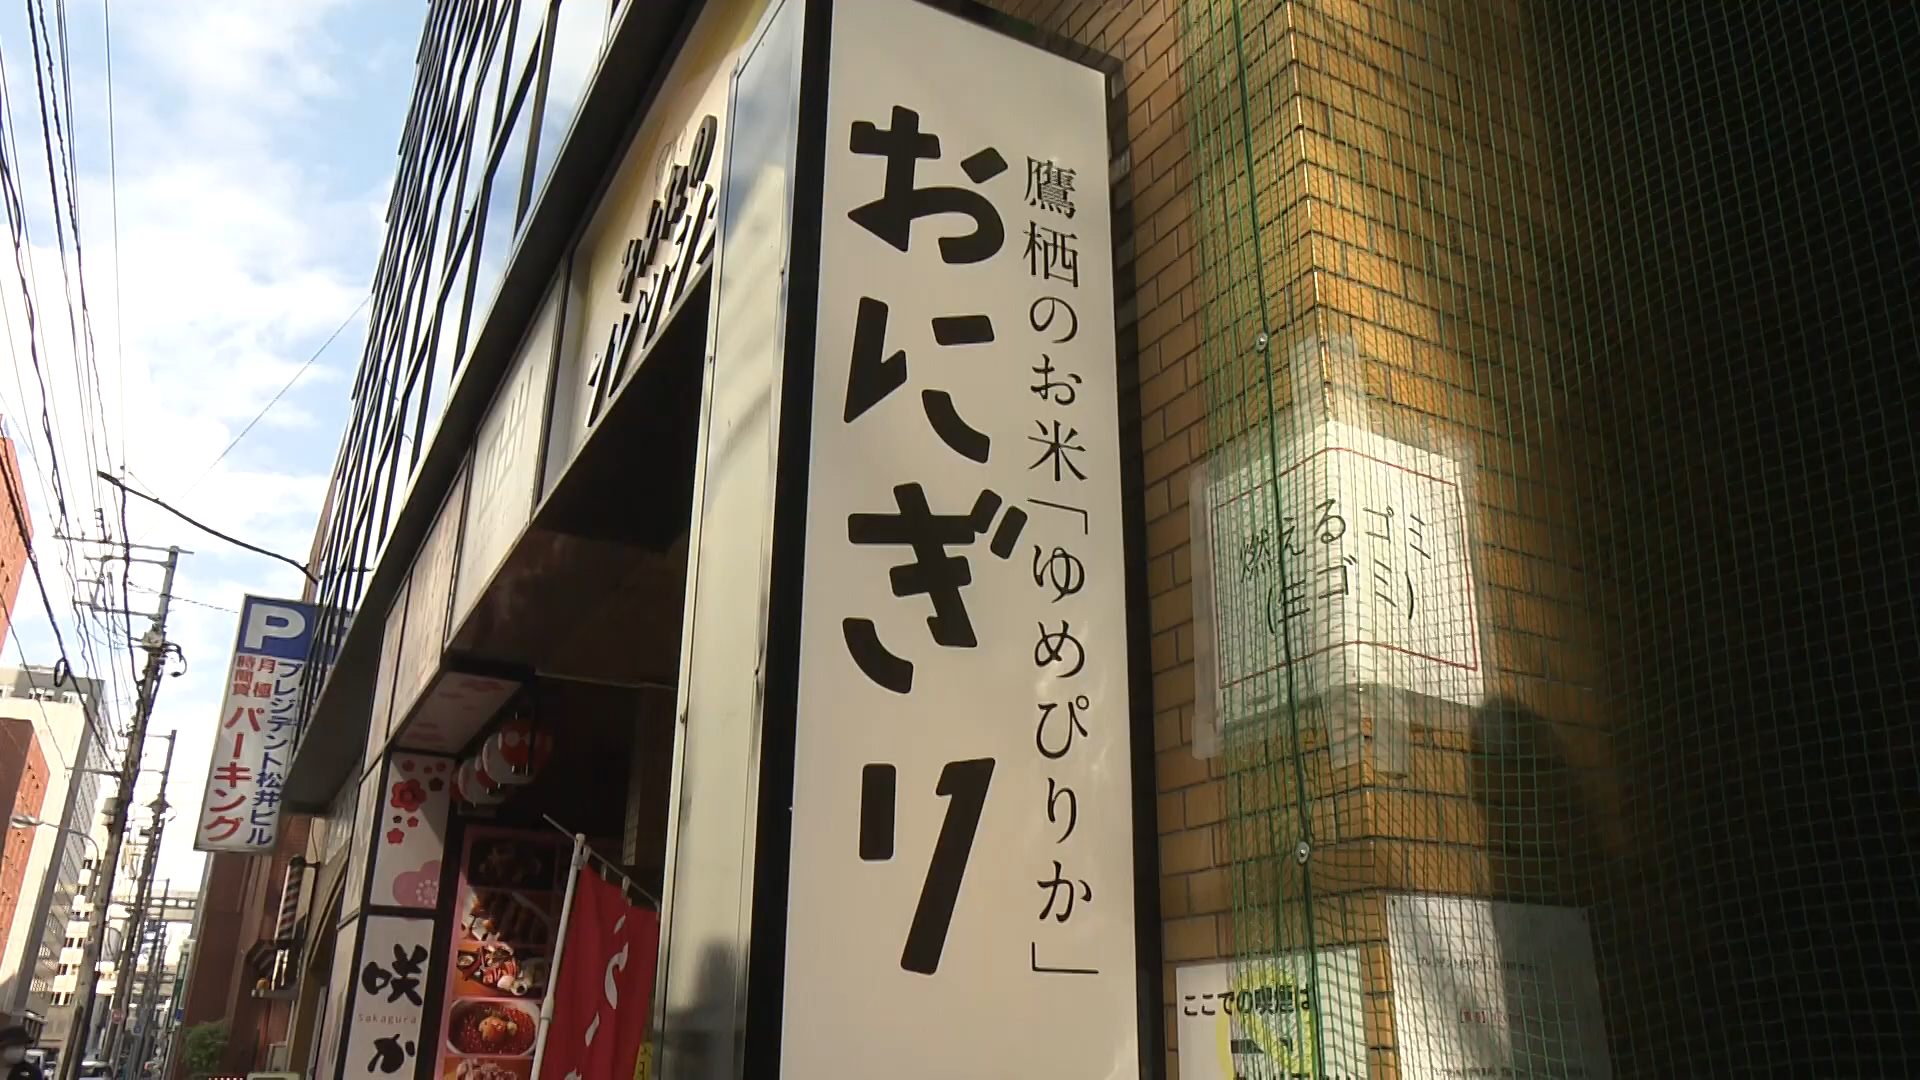 鷹栖のお米「ゆめぴりか」
おにぎり
P
プレジデント松井ビル
月極
時間貸
パーキング
燃えるゴミ
(生ゴミ)
ここでの喫煙は
咲か
sakagura